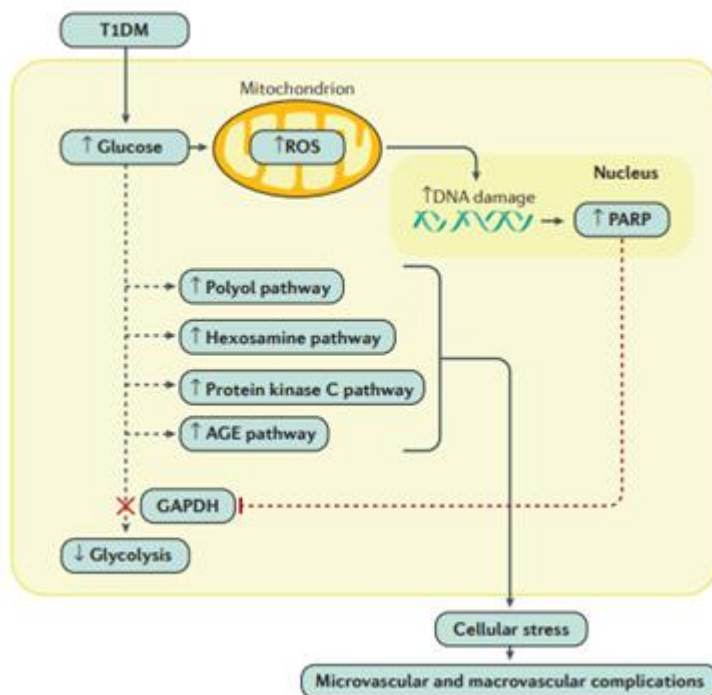 T1DM
Mitochondrion
↑ Glucose
↑ROS
Nucleus
↑DNA damage
↑ PARP
↑ Polyol pathway
↑ Hexosamine pathway
↑ Protein kinase C pathway
↑ AGE pathway
GAPDH
↓ Glycolysis
Cellular stress
Microvascular and macrovascular complications